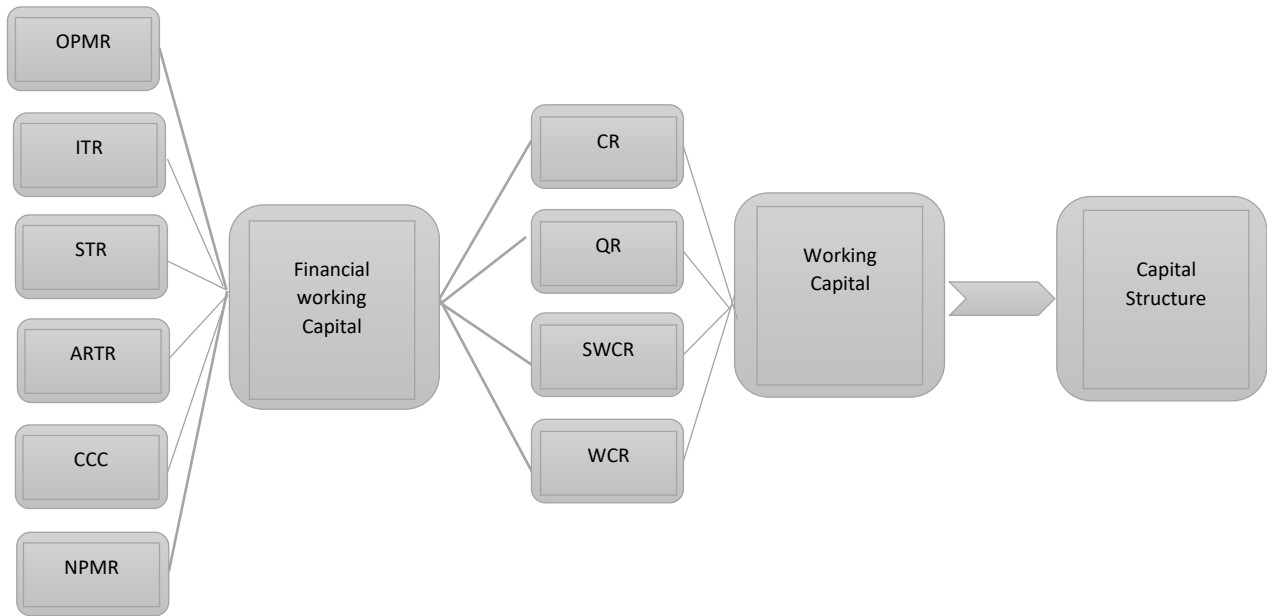 OPMR
ITR
STR
ARTR
CCC
NPMR
Financial
working
Capital
CR
QR
SWCR
WCR
Working
Capital
Capital
Structure